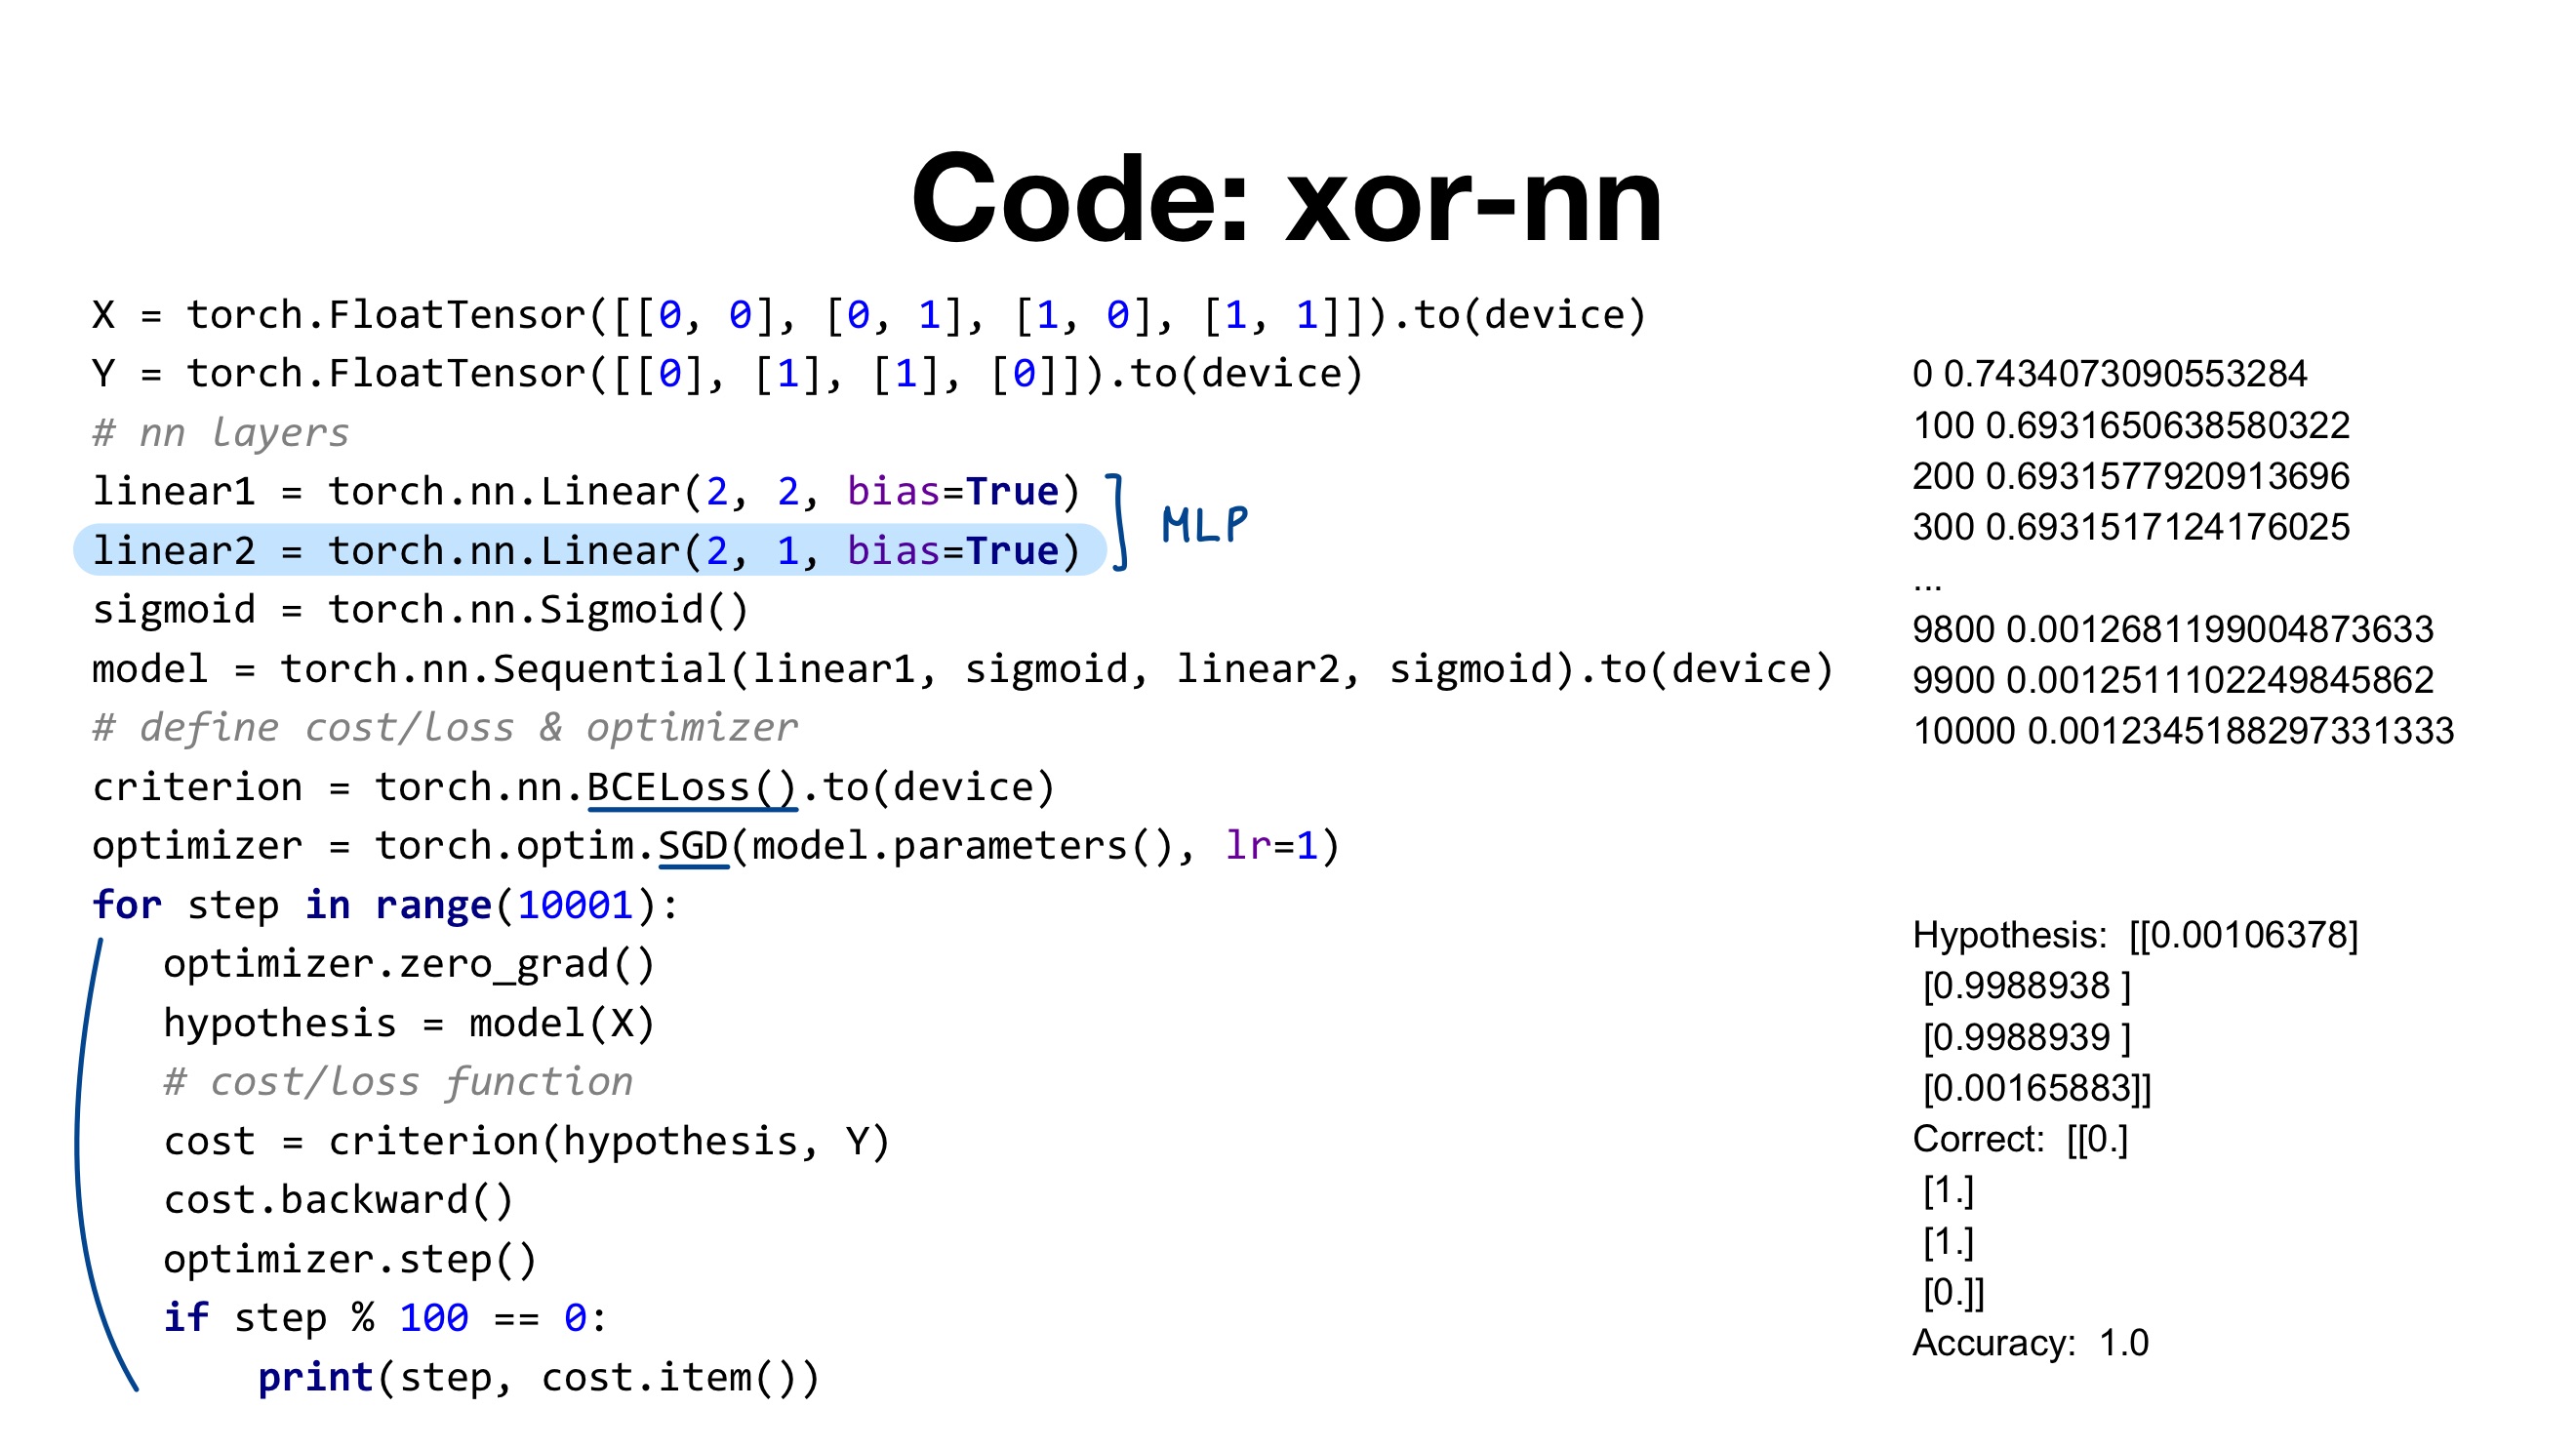 Code: xor-nn
X = torch.FloatTensor([[0, 0], [0, 1], [1, 0], [1, 1]]).to(device)
Y = torch.FloatTensor([[0], [1], [1], [0]]).to(device)
# nn layers
linear1 = torch.nn.Linear(2, 2, bias=True)
linear2 = torch.nn.Linear(2, 1, bias=True)
MLP
sigmoid = torch.nn.Sigmoid()
model = torch.nn.Sequential(linear1, sigmoid, linear2, sigmoid).to(device)
# define cost/loss & optimizer
criterion = torch.nn.BCELoss().to(device)
optimizer = torch.optim.SGD(model.parameters(), lr=1)
for step in range(10001):
    optimizer.zero_grad()
    hypothesis = model(X)
    # cost/loss function
    cost = criterion(hypothesis, Y)
    cost.backward()
    optimizer.step()
    if step % 100 == 0:
        print(step, cost.item())
0 0.7434073090553284
100 0.6931650638580322
200 0.6931577920913696
300 0.6931517124176025
...
9800 0.0012681199004873633
9900 0.0012511102249845862
10000 0.0012345188297331333
Hypothesis:  [[0.00106378]
 [0.9988938 ]
 [0.9988939 ]
 [0.00165883]]
Correct:  [[0.]
 [1.]
 [1.]
 [0.]]
Accuracy:  1.0